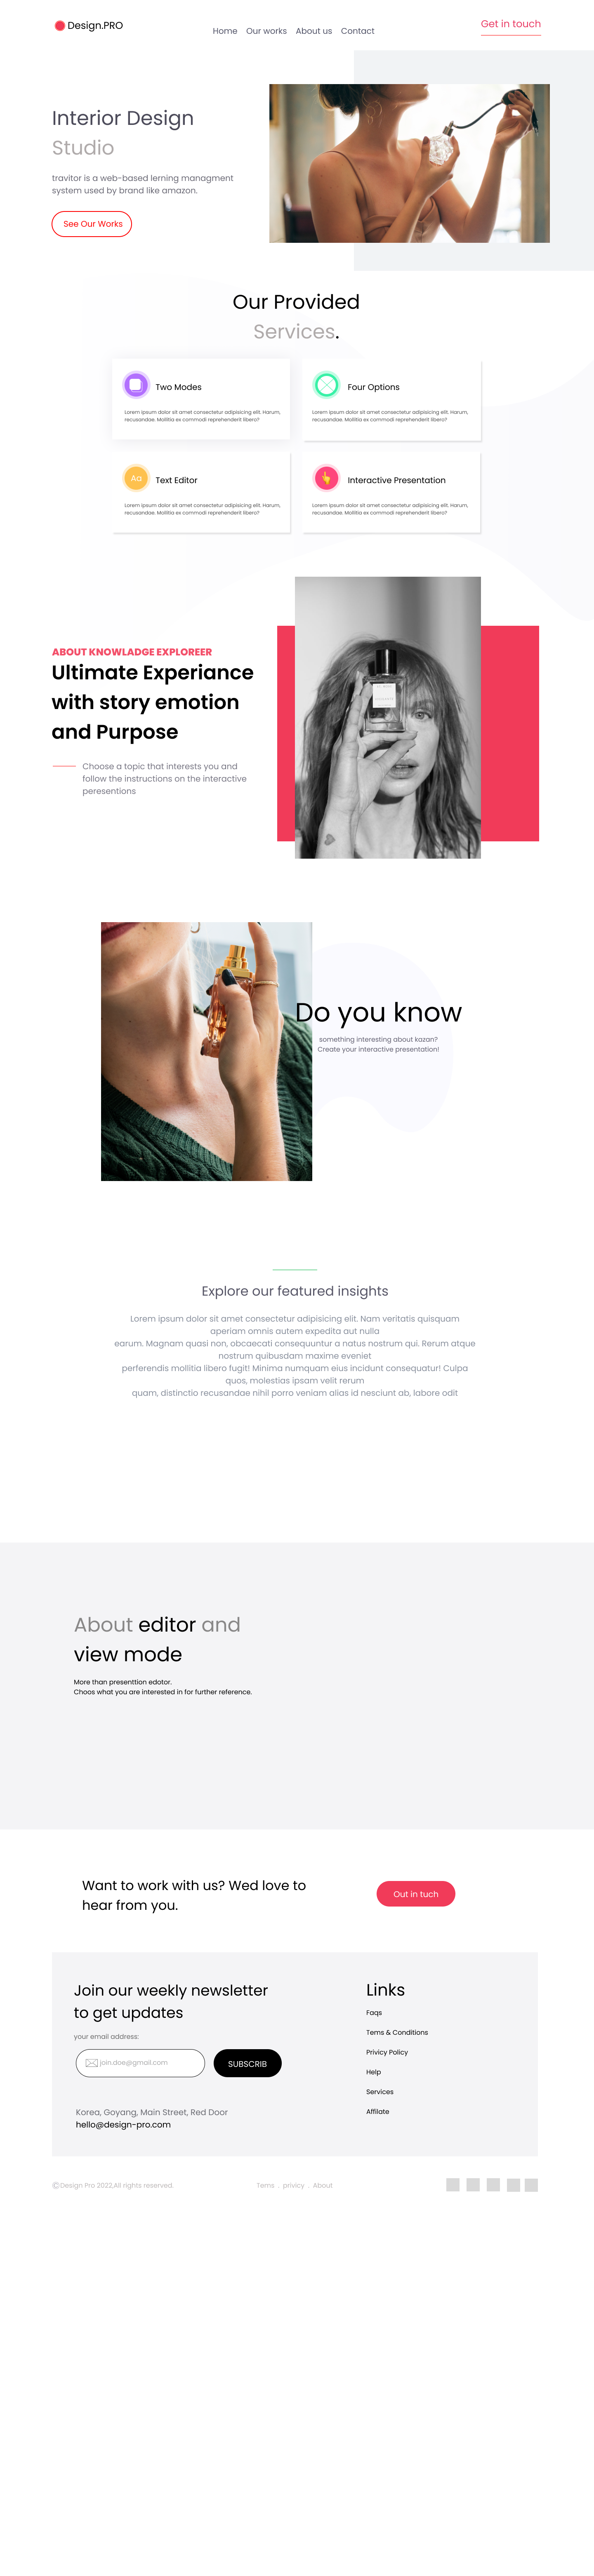 Design.PRO
Home Our works About us Contact
Get in touch
Interior Design
Studio
travitor is a web-based lerning managment
system used by brand like amazon.
See Our Works
Our Provided
Services.
Two Modes
Lorem ipsum dolor sit amet consectetur adipisicing elit. Harum,
recusandae. Mollitia ex commodi reprehenderit libero?
Four Options
Lorem ipsum dolor sit amet consectetur adipisicing elit. Harum,
recusandae. Mollitia ex commodi reprehenderit libero?
Aa
Text Editor
Lorem ipsum dolor sit amet consectetur adipisicing elit. Harum,
recusandae. Mollitia ex commodi reprehenderit libero?
Interactive Presentation
Lorem ipsum dolor sit amet consectetur adipisicing elit. Harum,
recusandae. Mollitia ex commodi reprehenderit libero?
ABOUT KNOWLADGE EXPLOREER
Ultimate Experiance
with story emotion
and Purpose
Choose a topic that interests you and
follow the instructions on the interactive
peresentions
Do you know
something interesting about kazan?
Create your interactive presentation!
Explore our featured insights
Lorem ipsum dolor sit amet consectetur adipisicing elit. Nam veritatis quisquam
aperiam omnis autem expedita aut nulla
earum. Magnam quasi non, obcaecati consequuntur a natus nostrum qui. Rerum atque
nostrum quibusdam maxime eveniet
perferendis mollitia libero fugit! Minima numquam eius incidunt consequatur! Culpa
quos, molestias ipsam velit rerum
quam, distinctio recusandae nihil porro veniam alias id nesciunt ab, labore odit
About editor and
view mode
More than presenttion edotor.
Choos what you are interested in for further reference.
Want to work with us? Wed love to
hear from you.
Out in tuch
Join our weekly newsletter
to get updates
your email address:
join.doe@gmail.com
SUBSCRIB
Korea, Goyang, Main Street, Red Door
hello@design-pro.com
Links
Faqs
Tems & Conditions
Privicy Policy
Help
Services
Affilate
©Design Pro 2022,All rights reserved.
Tems . privicy . About